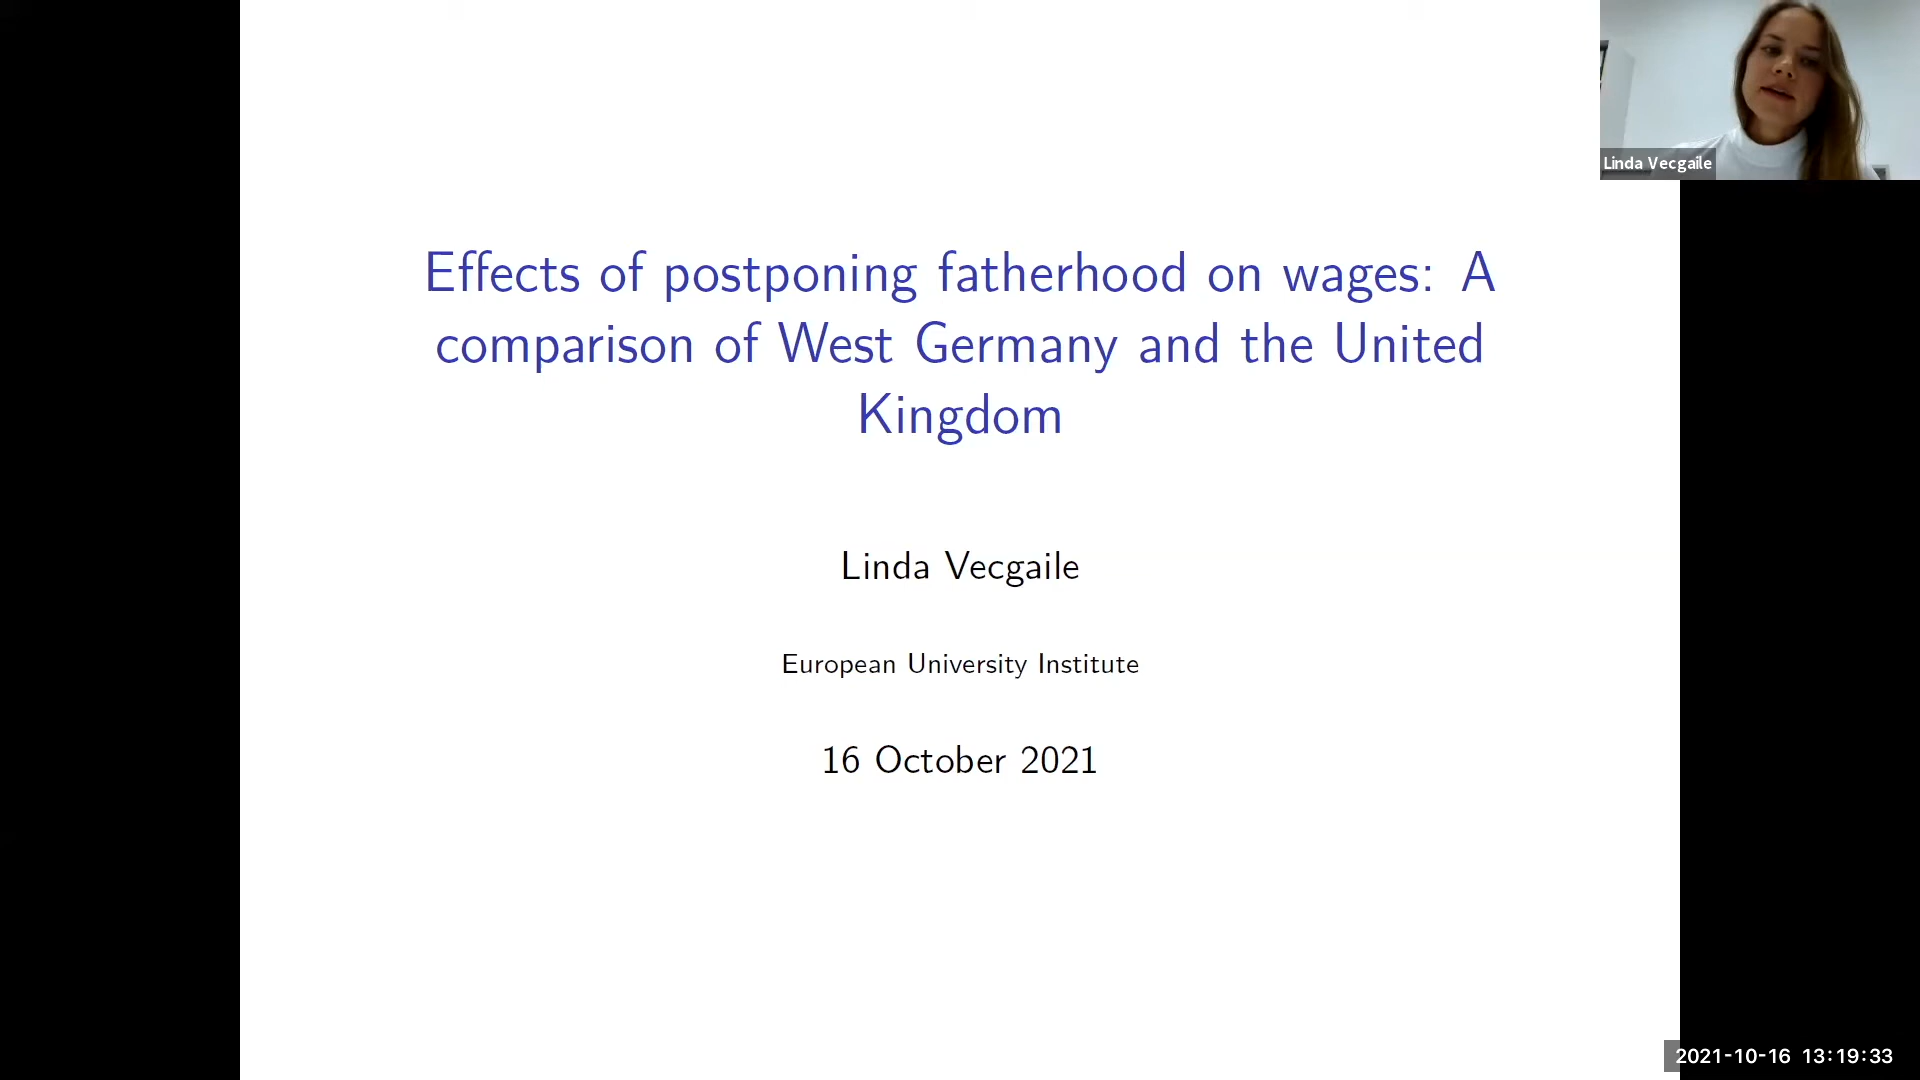 Linda Vecgaile
Effects of postponing fatherhood on wages: A
comparison of West Germany and the United
Kingdom
Linda Vecgaile
European University Institute
16 October 2021
2021-10-16 13:19:33